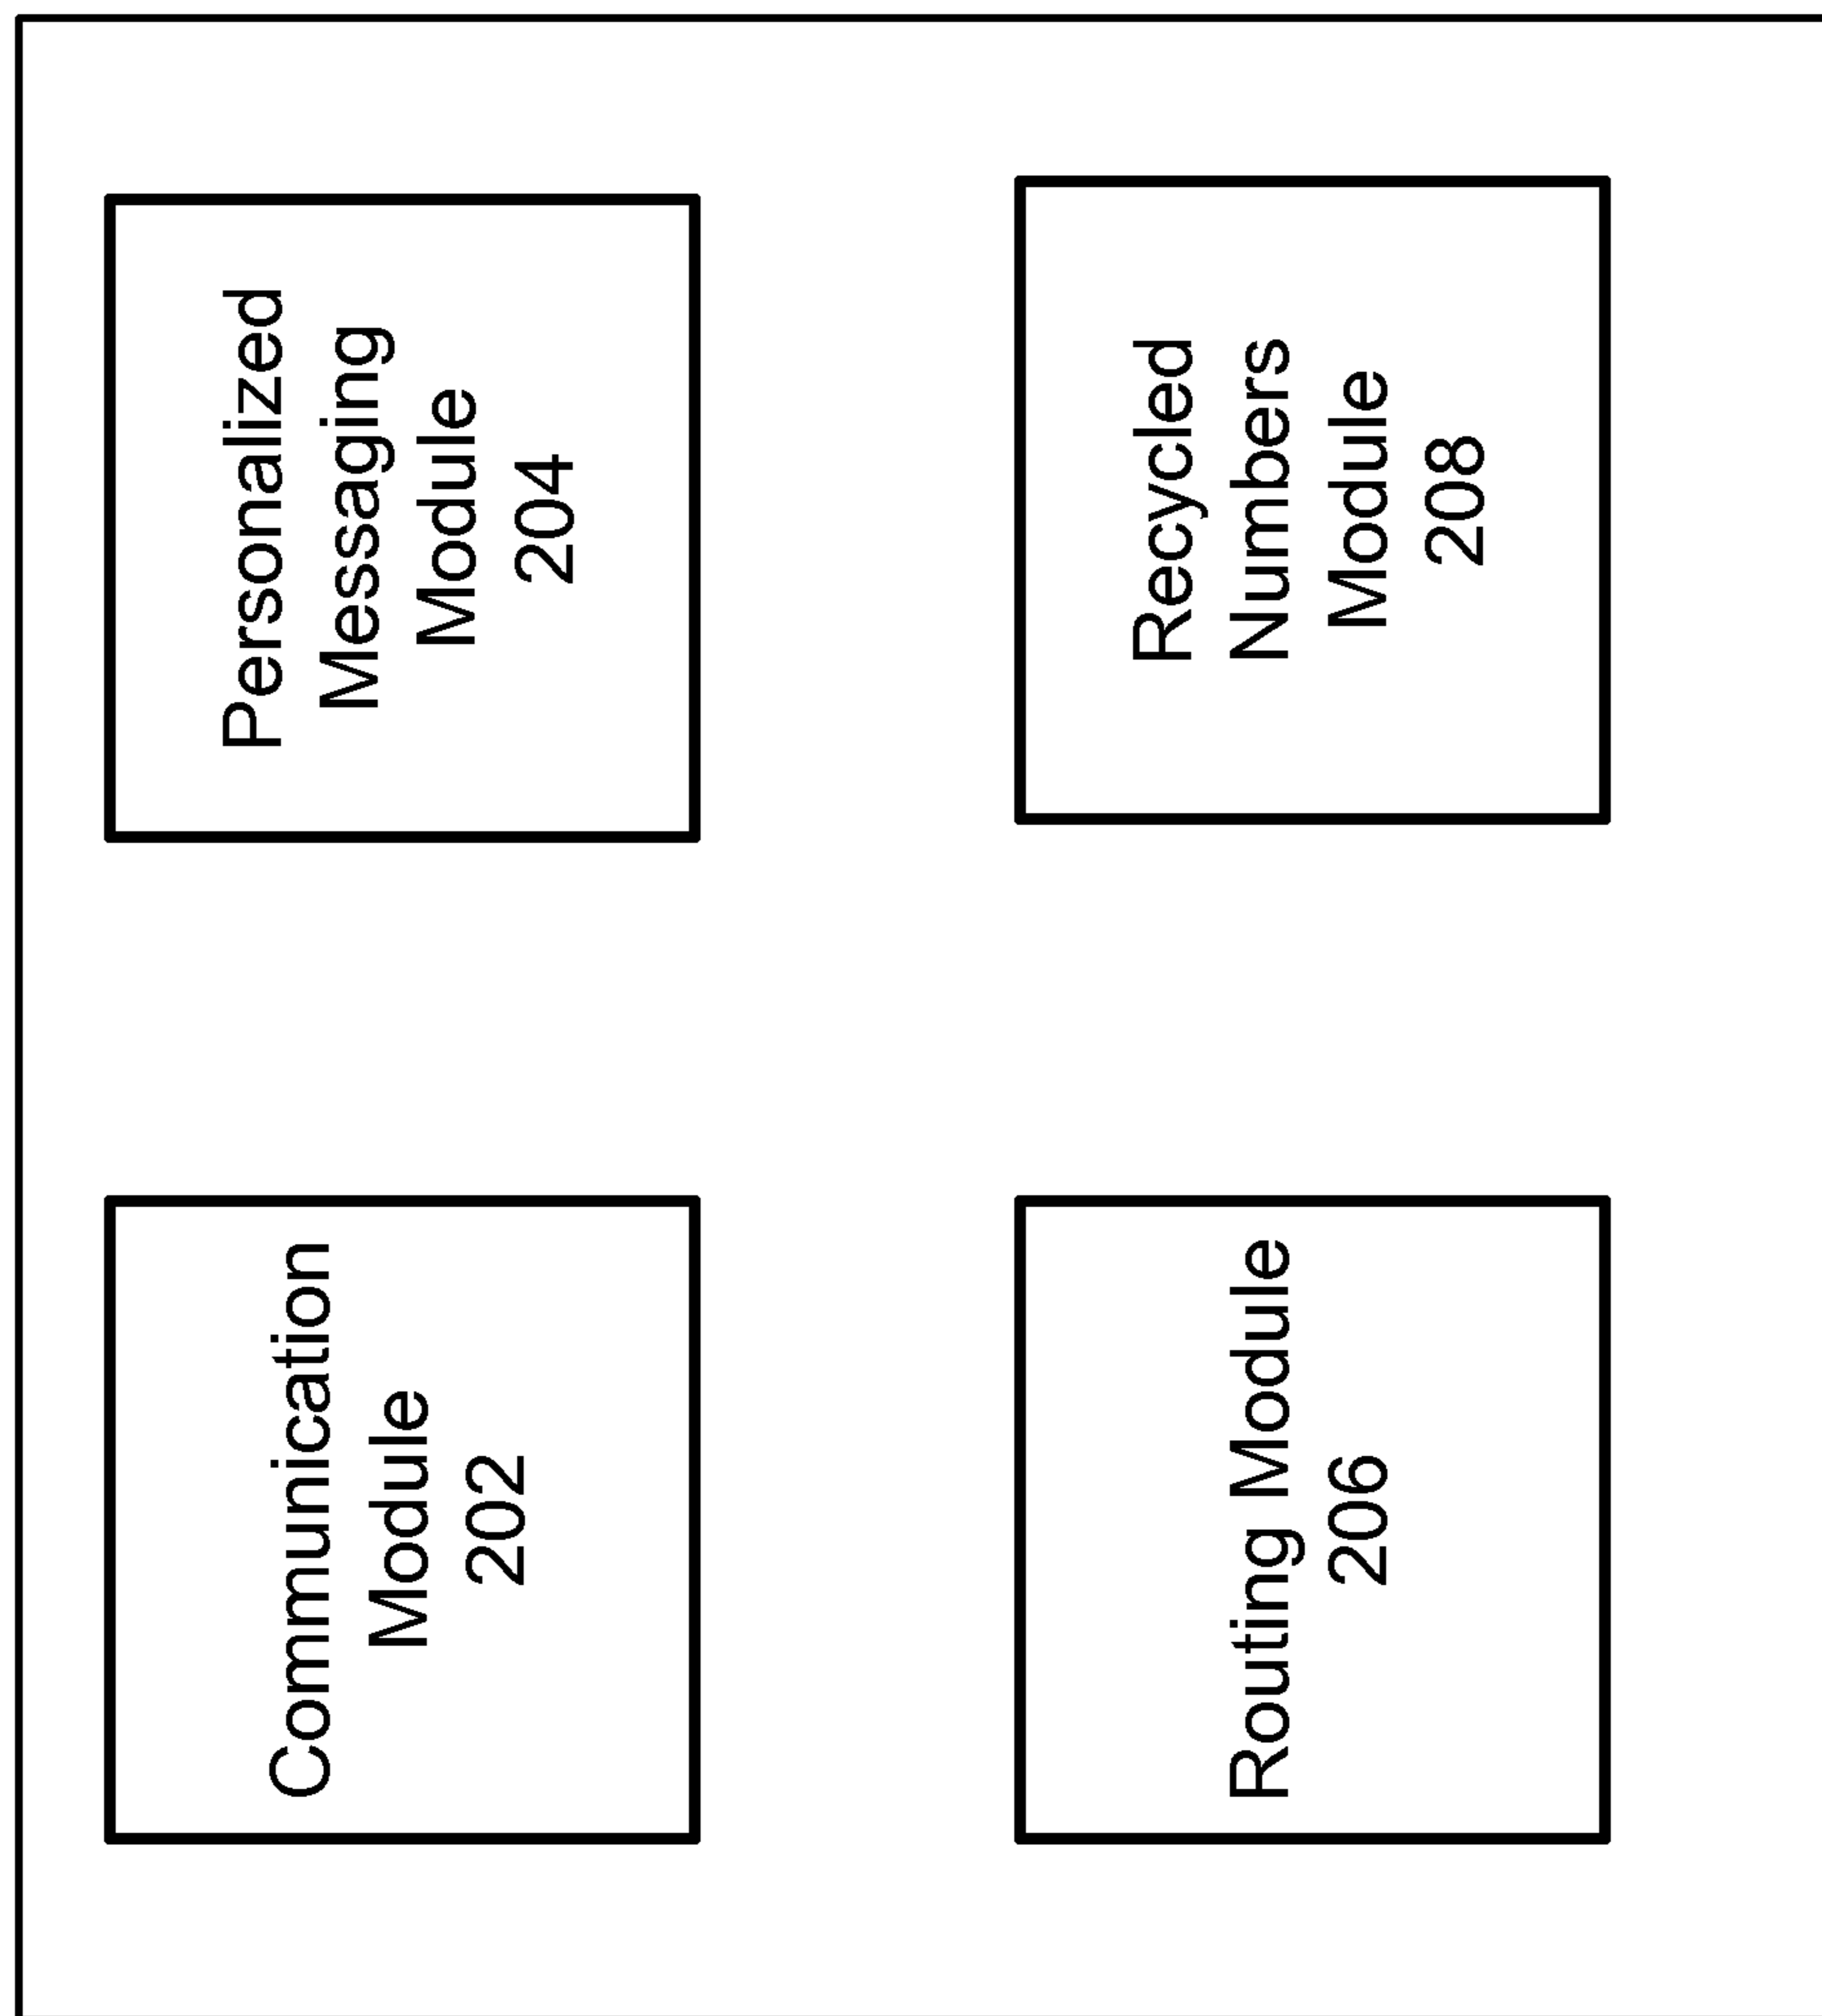 Communication
Module
202
Personalized
Messaging
Module
204
Routing Module
206
Recycled
Numbers
Module
208